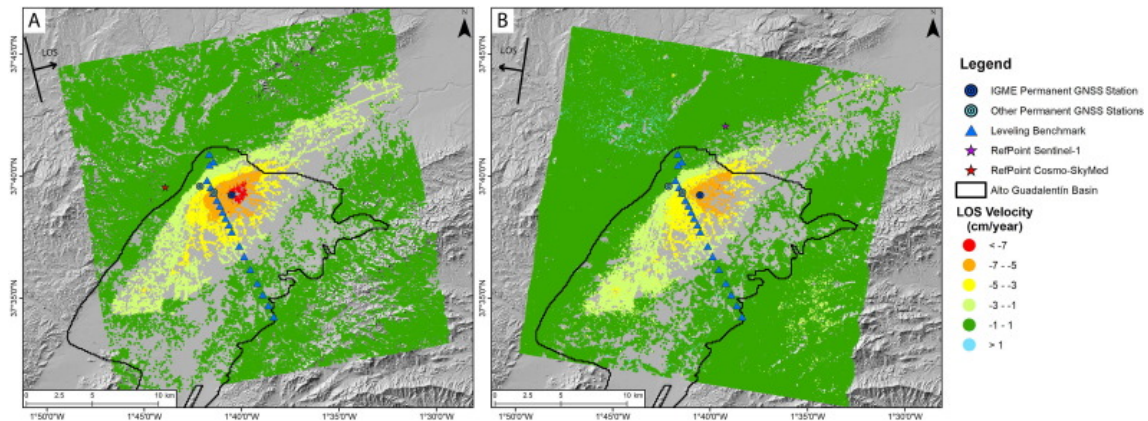 A
B
N
N
LOS
LOS
37°45'0"N
37°40'0"N
37°35'0"N
0 2.5 5 10 km
0 2.5 5 10 km
1°50'0"W 1°45'0"W 1°40'0"W 1°35'0"W 1°30'0"W
1°50'0"W 1°45'0"W 1°40'0"W 1°35'0"W 1°30'0"W
Legend
IGME Permanent GNSS Station
Other Permanent GNSS Stations
Leveling Benchmark
RefPoint Sentinel-1
RefPoint Cosmo-SkyMed
Alto Guadalentín Basin
LOS Velocity
(cm/year)
< -7
-7 - -5
-5 - -3
-3 - -1
-1 - 1
> 1